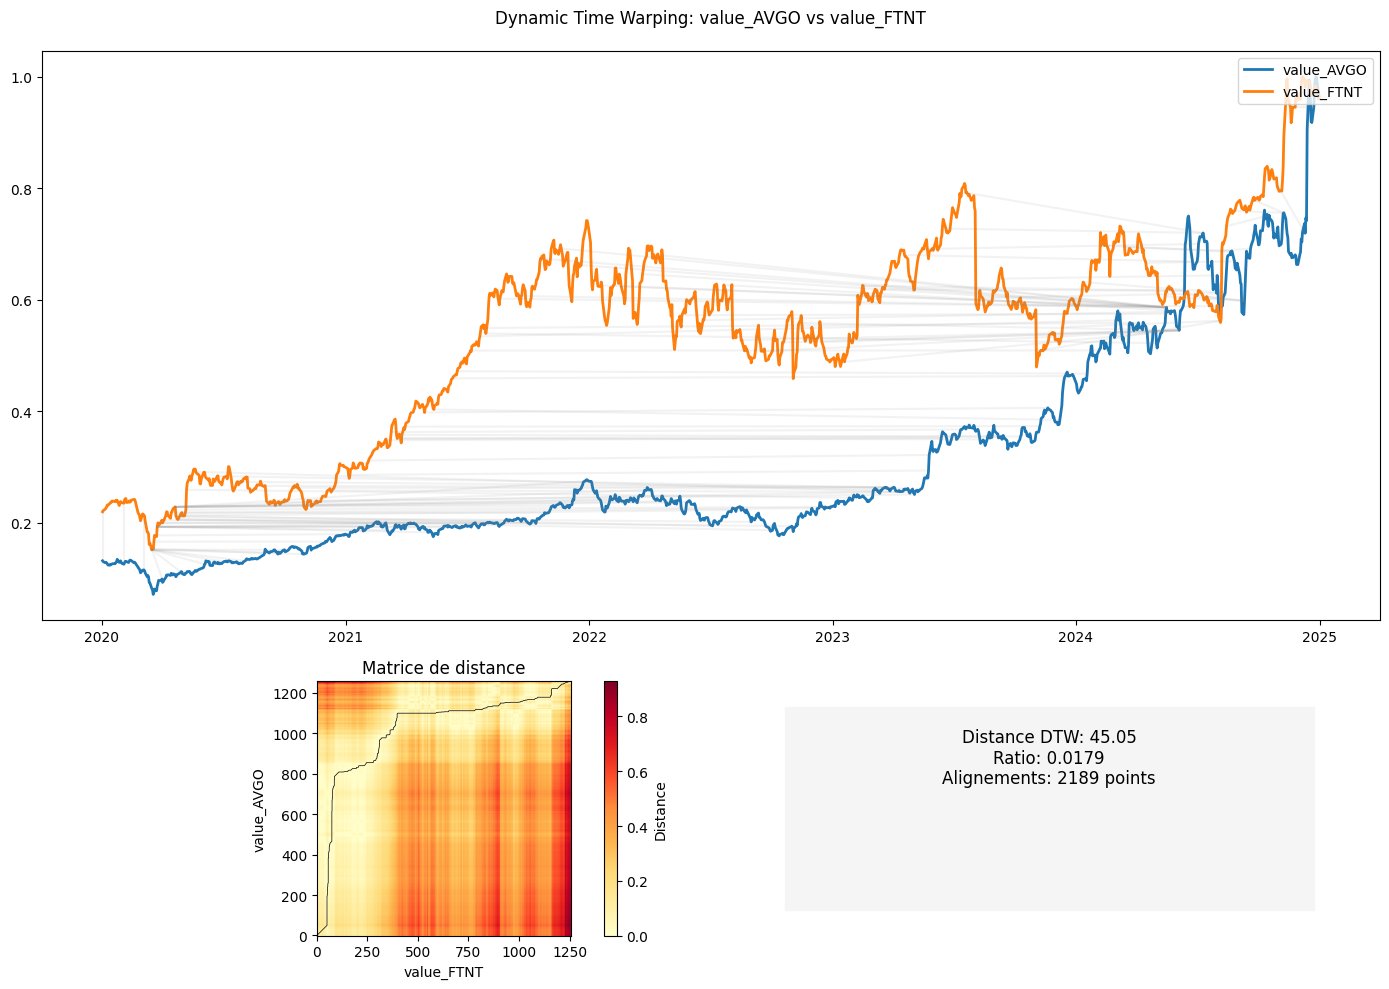 Dynamic Time Warping: value_AVGO vs value_FTNT
value_AVGO
value_FTNT
1.0
0.8
0.6
0.4
0.2
2020 2021 2022 2023 2024 2025
Matrice de distance
value_AVGO
1200
1000
800
600
400
200
0
0 250 500 750 1000 1250
value_FTNT
0.8
0.6
0.4
0.2
0.0
Distance
Distance DTW: 45.05
Ratio: 0.0179
Alignements: 2189 points